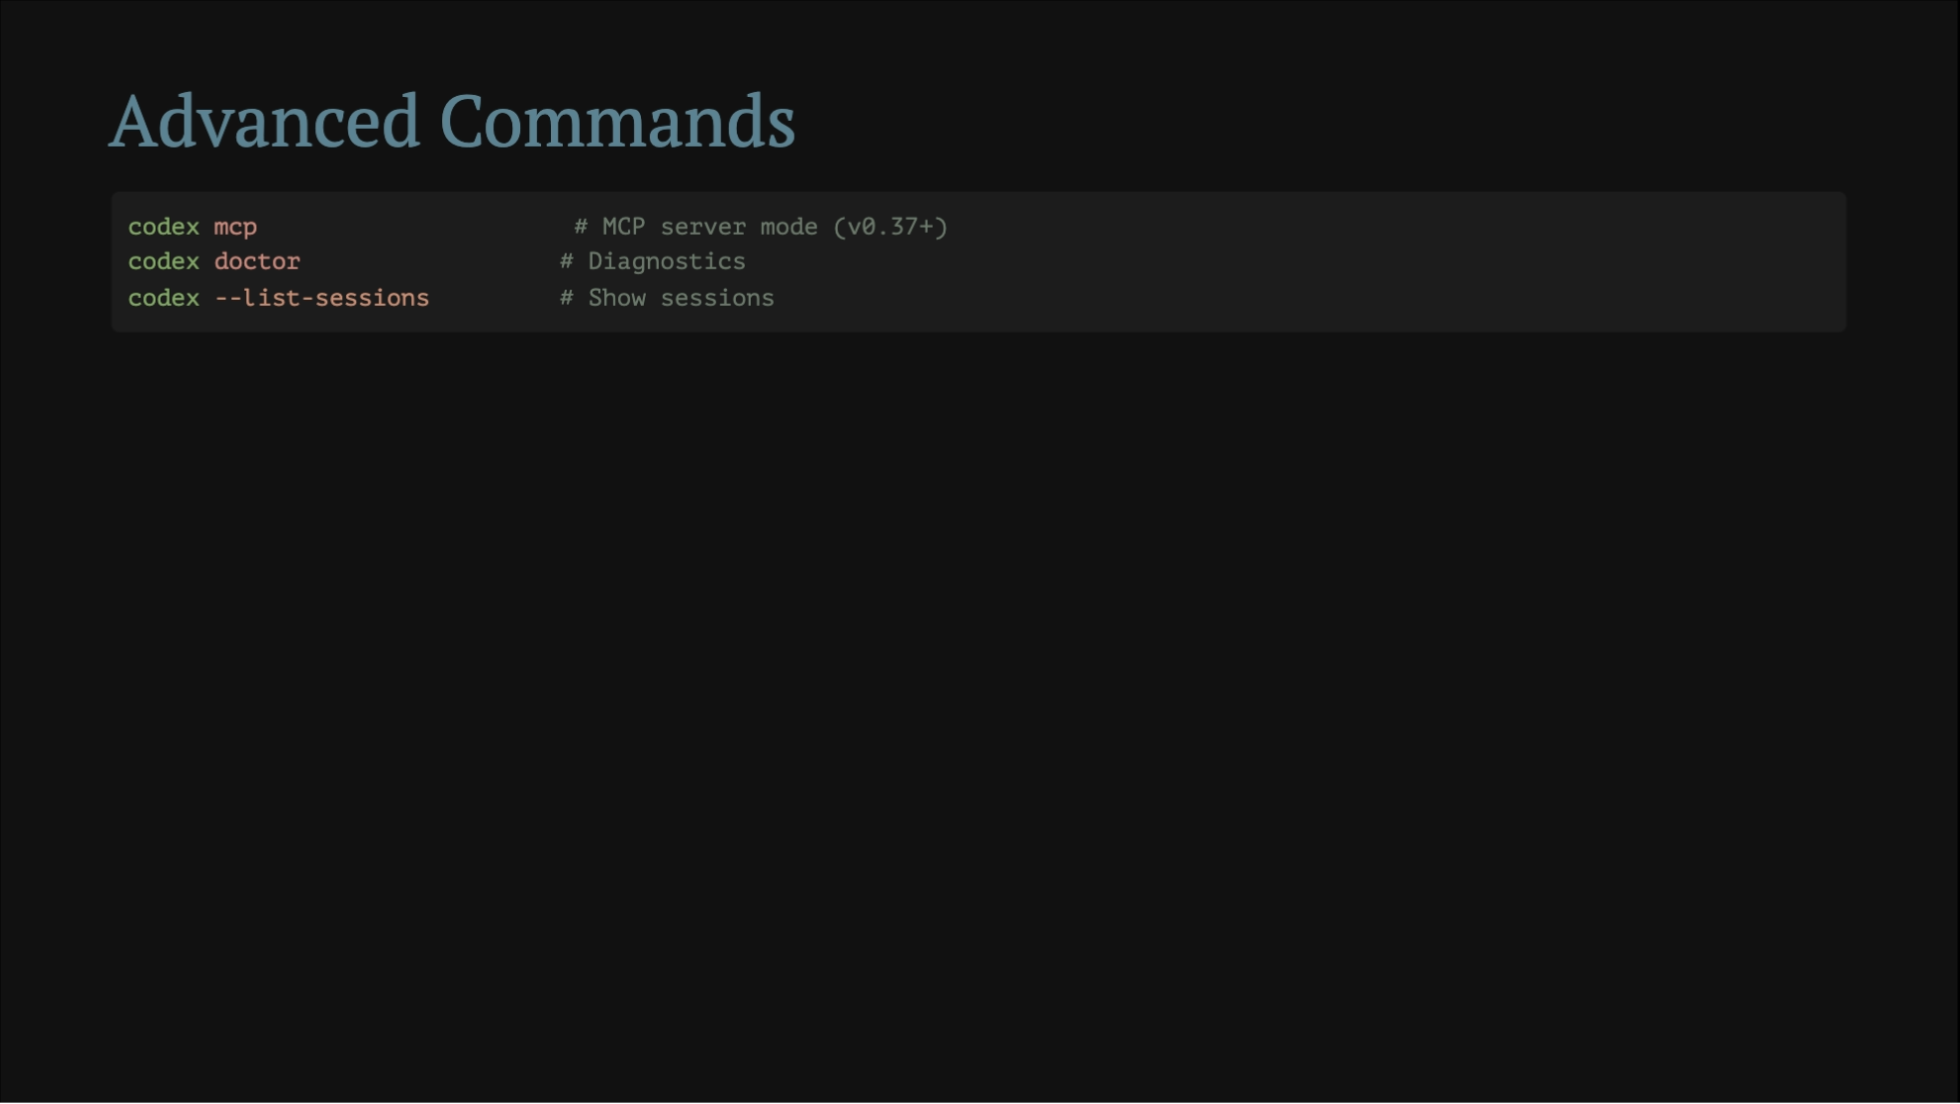 Advanced Commands
codex mcp # MCP server mode (v0.37+)
codex doctor # Diagnostics
codex --list-sessions # Show sessions